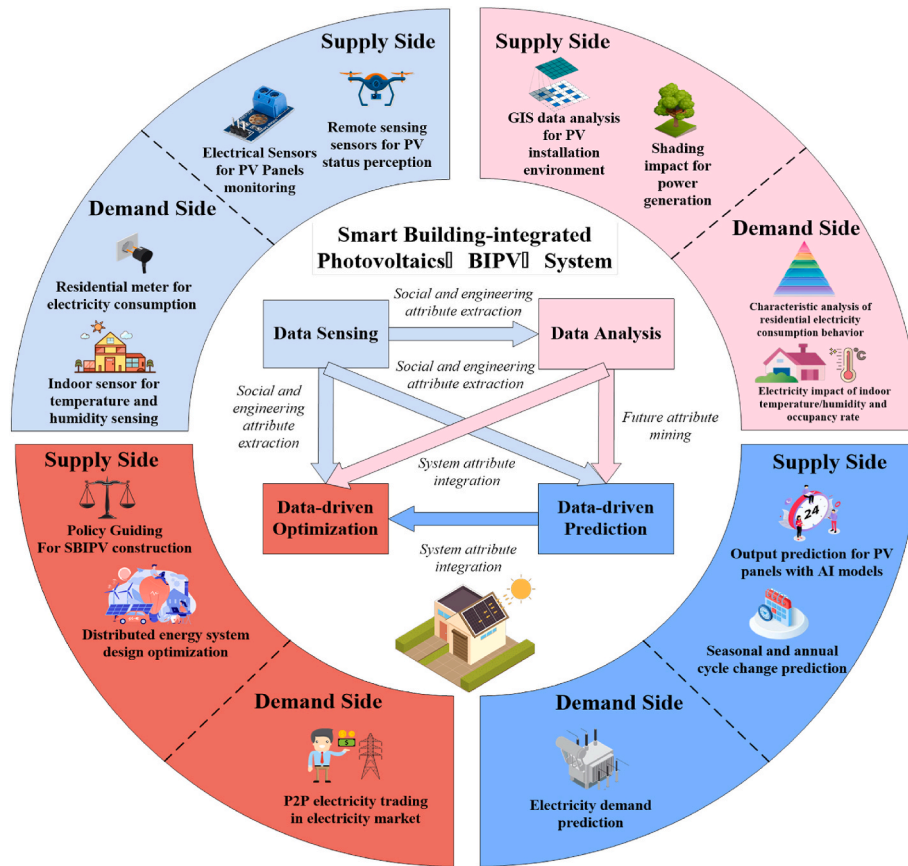 Supply Side
Electrical Sensors
for PV Panels
monitoring
Remote sensing
sensors for PV
status perception
Demand Side
Residential meter for
electricity consumption
Indoor sensor for
temperature and
humidity sensing
Supply Side
GIS data analysis
for PV
installation
environment
Shading
impact for
power
generation
Demand Side
Characteristic analysis of
residential electricity
consumption behavior
°C
Electricity impact of indoor
temperature/humidity and
occupancy rate
Smart Building-integrated
Photovoltaics▯ BIPV▯ System
Data Sensing
Social and engineering
attribute extraction
Data Analysis
Social and
engineering
attribute
extraction
Social and engineering
attribute extraction
Future attribute
mining
System attribute
integration
Data-driven
Optimization
Data-driven
Prediction
System attribute
integration
Supply Side
Policy Guiding
For SBIPV construction
Distributed energy system
design optimization
Demand Side
$
P2P electricity trading
in electricity market
Supply Side
24
Output prediction for PV
panels with AI models
Seasonal and annual
cycle change prediction
Demand Side
Electricity demand
prediction